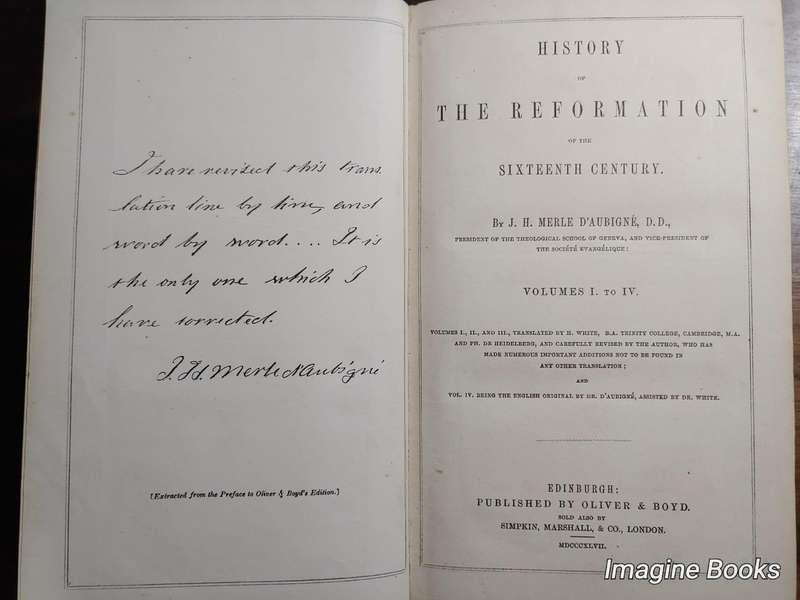 I have revised this trans
lation line by line, and
word by word.... It is
the only one which I
have corrected.
J. H. Merle d'Aubigné
[Extracted from the Preface to Oliver & Boyd's Edition.]
HISTORY
OF
THE REFORMATION
OF THE
SIXTEENTH CENTURY.
By J. H. MERLE D'AUBIGNÉ, D.D.,
PRESIDENT OF THE THEOLOGICAL SCHOOL OF GENEVA, AND VICE-PRESIDENT OF
THE SOCIÉTÉ EVANGÉLIQUE:
VOLUMES I. TO IV.
VOLUMES I., II., AND III., TRANSLATED BY H. WHITE, B.A. TRINITY COLLEGE, CAMBRIDGE, M.A.
AND PH. DR HEIDELBERG, AND CAREFULLY REVISED BY THE AUTHOR, WHO HAS
MADE NUMEROUS IMPORTANT ADDITIONS NOT TO BE FOUND IN
ANY OTHER TRANSLATION;
AND
VOL. IV. BEING THE ENGLISH ORIGINAL BY DR. D'AUBIGNÉ, ASSISTED BY DR. WHITE.
EDINBURGH:
PUBLISHED BY OLIVER & BOYD.
SOLD ALSO BY
SIMPKIN, MARSHALL, & CO., LONDON.
MDCCCXLVII.
Imagine Books